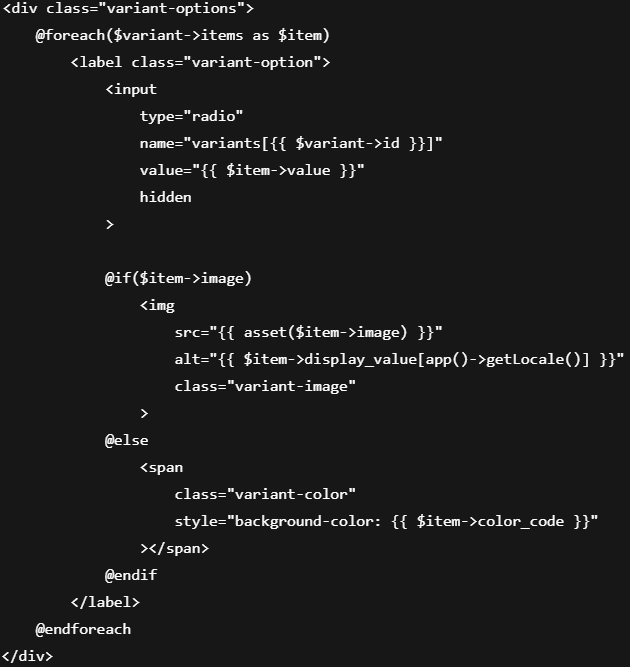 <div class="variant-options">
    @foreach($variant->items as $item)
        <label class="variant-option">
            <input
                type="radio"
                name="variants[{{ $variant->id }}]"
                value="{{ $item->value }}"
                hidden
            >

            @if($item->image)
                <img
                    src="{{ asset($item->image) }}"
                    alt="{{ $item->display_value[app()->getLocale()] }}"
                    class="variant-image"
                >
            @else
                <span
                    class="variant-color"
                    style="background-color: {{ $item->color_code }}"
                ></span>
            @endif
        </label>
    @endforeach
</div>